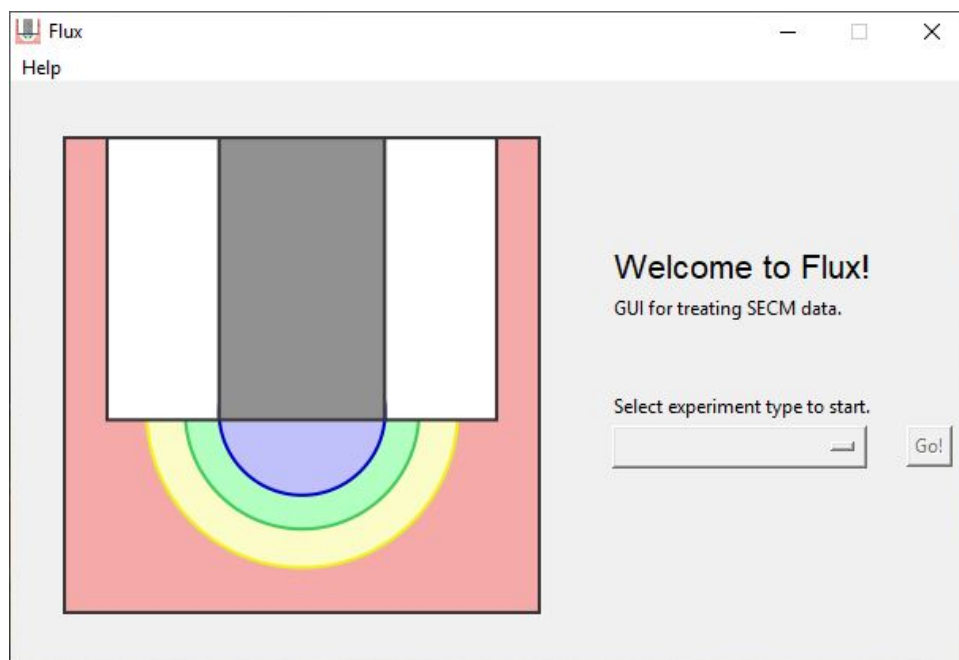 Flux
Help
Welcome to Flux!
GUI for treating SECM data.
Select experiment type to start.
Go!